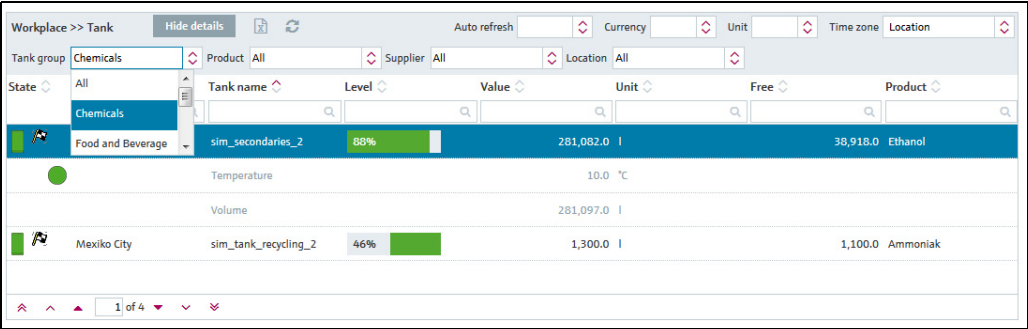 Workplace >> Tank Hide details Auto refresh Currency Unit Time zone Location
Tank group Chemicals Product All Supplier All Location All
State Tank name Level Value Unit Free Product
All
Chemicals
Food and Beverage
sim_secondaries_2 88% 281,082.0 l 38,918.0 Ethanol
Temperature 10.0 °C
Volume 281,097.0 l
Mexiko City sim_tank_recycling_2 46% 1,300.0 l 1,100.0 Ammoniak
1 of 4